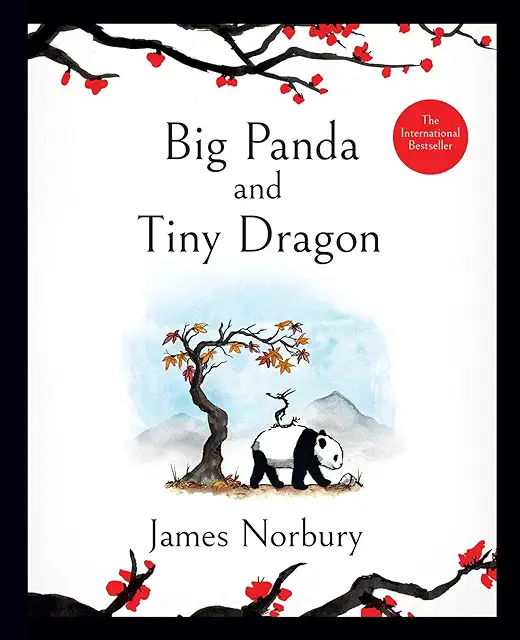 The
International
Bestseller
Big Panda
and
Tiny Dragon
James Norbury